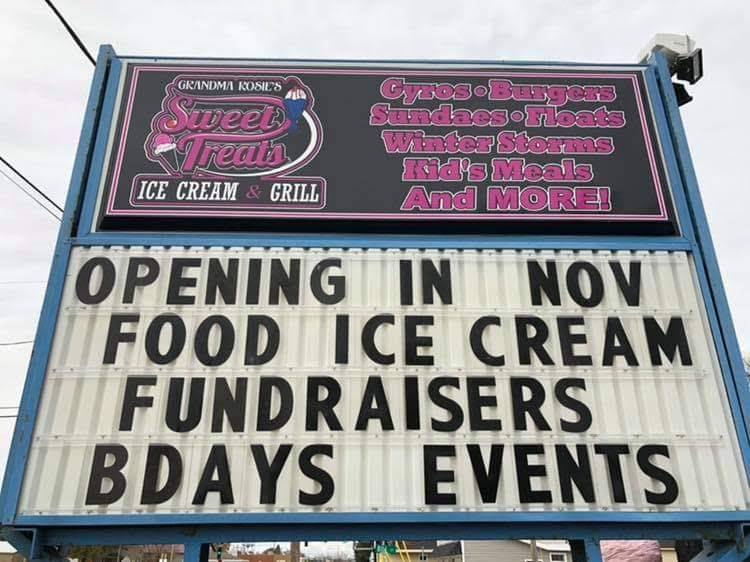 GRANDMA ROSIE'S
Sweet
Treats
ICE CREAM & GRILL
Gyros • Burgers
Sundaes • Floats
Winter Storms
Kid's Meals
And MORE!
OPENING IN NOV
FOOD ICE CREAM
FUNDRAISERS
BDAYS EVENTS